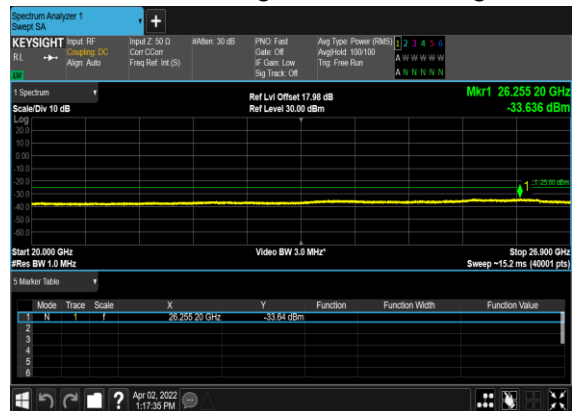 Spectrum Analyzer 1
Swept SA
KEYSIGHT Input: RF Input Z: 50 Ω #Atten: 30 dB PNO: Fast Avg Type: Power (RMS) 1 2 3 4 5 6
RL Coupling: DC Corr CCorr Gate: Off Avg|Hold: 100/100 A W W W W W
Align: Auto Freq Ref: Int (S) IF Gain: Low Trig: Free Run
Sig Track: Off A N N N N N
1 Spectrum Ref Lvl Offset 17.98 dB Mkr1 26.255 20 GHz
Scale/Div 10 dB Ref Level 30.00 dBm -33.636 dBm
Log
20.0
10.0
0.00
-10.0
-20.0
-30.0
-40.0
-50.0
-60.0
1
Start 20.000 GHz Video BW 3.0 MHz* Stop 26.900 GHz
#Res BW 1.0 MHz Sweep ~15.2 ms (40001 pts)
5 Marker Table
Mode Trace Scale X Y Function Function Width Function Value
1 N 1 f 26.255 20 GHz -33.64 dBm
2
3
4
5
6
? Apr 02, 2022
1:17:35 PM